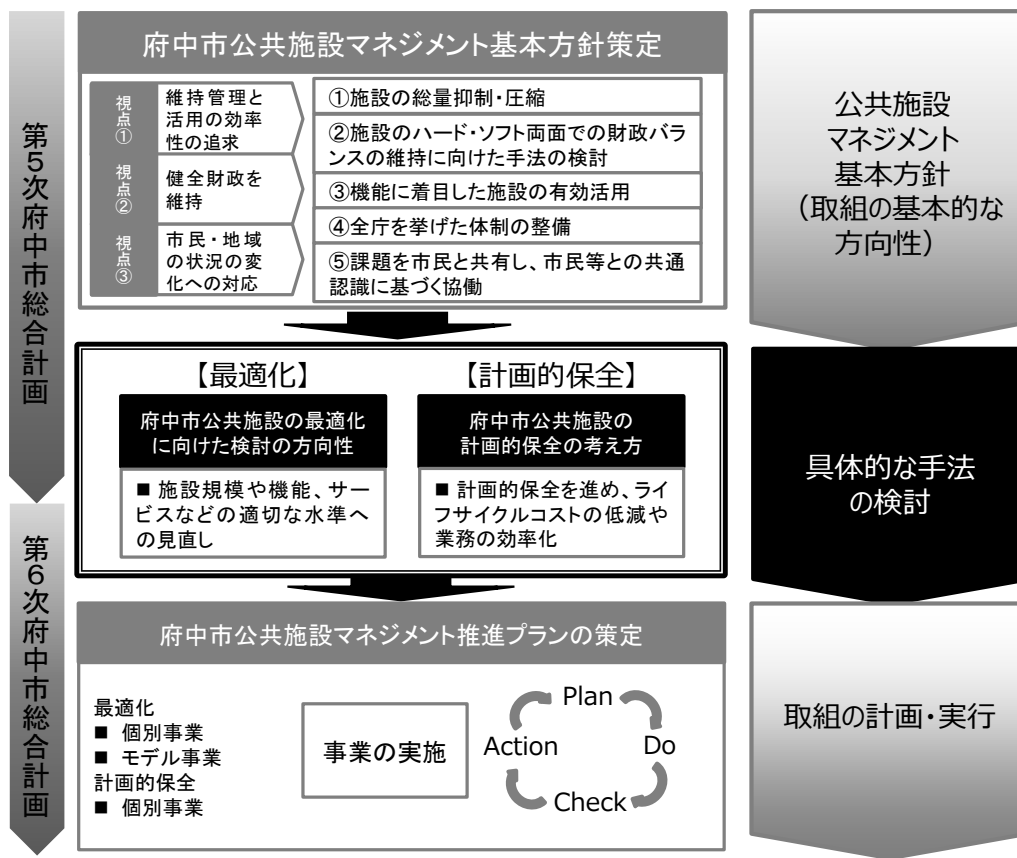 第5次府中市総合計画
府中市公共施設マネジメント基本方針策定
視点①
維持管理と
活用の効率
性の追求
視点②
健全財政を
維持
視点③
市民・地域
の状況の変
化への対応
①施設の総量抑制・圧縮
②施設のハード・ソフト両面での財政バラ
ンスの維持に向けた手法の検討
③機能に着目した施設の有効活用
④全庁を挙げた体制の整備
⑤課題を市民と共有し、市民等との共通
認識に基づく協働
公共施設
マネジメント
基本方針
（取組の基本的な
方向性）
【最適化】
府中市公共施設の最適化
に向けた検討の方向性
■ 施設規模や機能、サー
ビスなどの適切な水準へ
の見直し
【計画的保全】
府中市公共施設の
計画的保全の考え方
■ 計画的保全を進め、ライ
フサイクルコストの低減や
業務の効率化
具体的な手法
の検討
第6次府中市総合計画
府中市公共施設マネジメント推進プランの策定
最適化
■ 個別事業
■ モデル事業
計画的保全
■ 個別事業
事業の実施
Plan
Do
Check
Action
取組の計画・実行